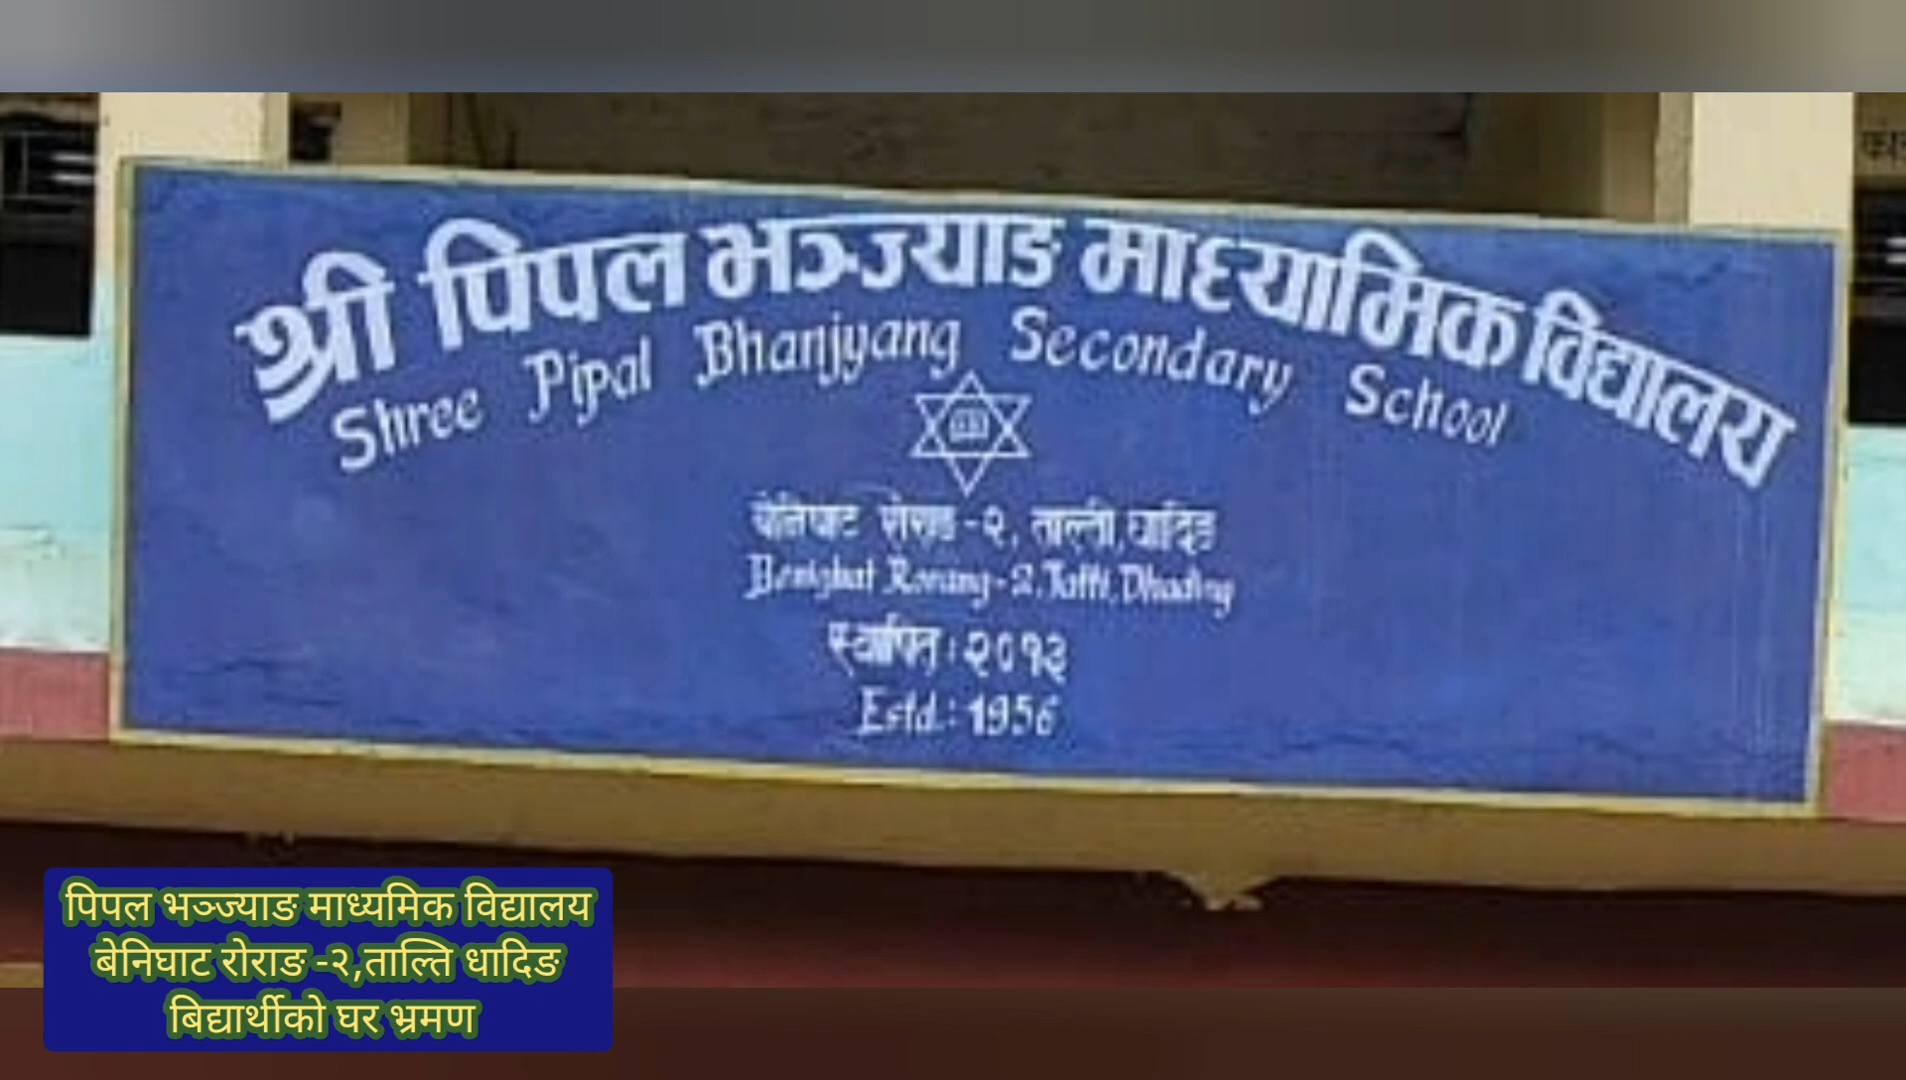 श्री पिपल भञ्ज्याङ माध्यामिक विद्यालय
Shree Pipal Bhanjyang Secondary School
बेनिघाट रोराङ-२, ताल्ती, धादिङ
Benighat Rorang-2, Talti, Dhading
स्थापित: २०१३
Estd.: 1956
पिपल भञ्ज्याङ माध्यमिक विद्यालय
बेनिघाट रोराङ -२,ताल्ति धादिङ
बिद्यार्थीको घर भ्रमण